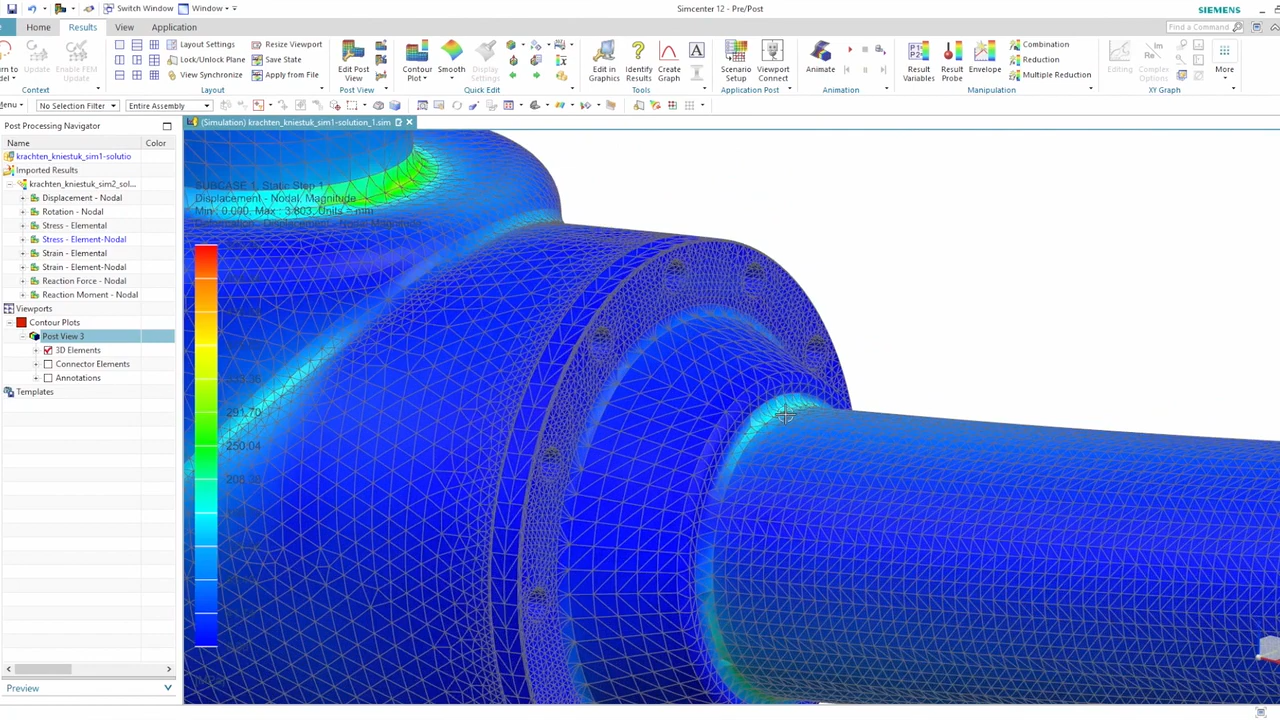 Switch Window Window Simcenter 12 - Pre/Post SIEMENS
Home Results View Application Find a Command
Layout Settings Resize Viewport
Lock/Unlock Plane Save State
View Synchronize Apply from File
Update Enable FEM Update
Edit Post View Contour Plot Smooth Display Settings
Edit in Graphics Identify Results Create Graph
Scenario Setup Viewport Connect Animate
Result Variables Result Probe Envelope
Combination
Reduction
Multiple Reduction
Editing Complex Options More
Context Layout Post View Quick Edit Tools Application Post Animation Manipulation XY Graph
No Selection Filter Entire Assembly
Post Processing Navigator (Simulation) krachten_kniestuk_sim1-solution_1.sim
Name Color
krachten_kniestuk_sim1-solutio
Imported Results
krachten_kniestuk_sim2_sol...
Displacement - Nodal
Rotation - Nodal
Stress - Elemental
Stress - Element-Nodal
Strain - Elemental
Strain - Element-Nodal
Reaction Force - Nodal
Reaction Moment - Nodal
Viewports
Contour Plots
Post View 3
3D Elements
Connector Elements
Annotations
Templates
Preview
SUBCASE 1, Static Step 1
Displacement - Nodal, Magnitude
Min : 0.000, Max : 3.803, Units = mm
Deformation : Displacement - Nodal Magnitude
291.70
250.04